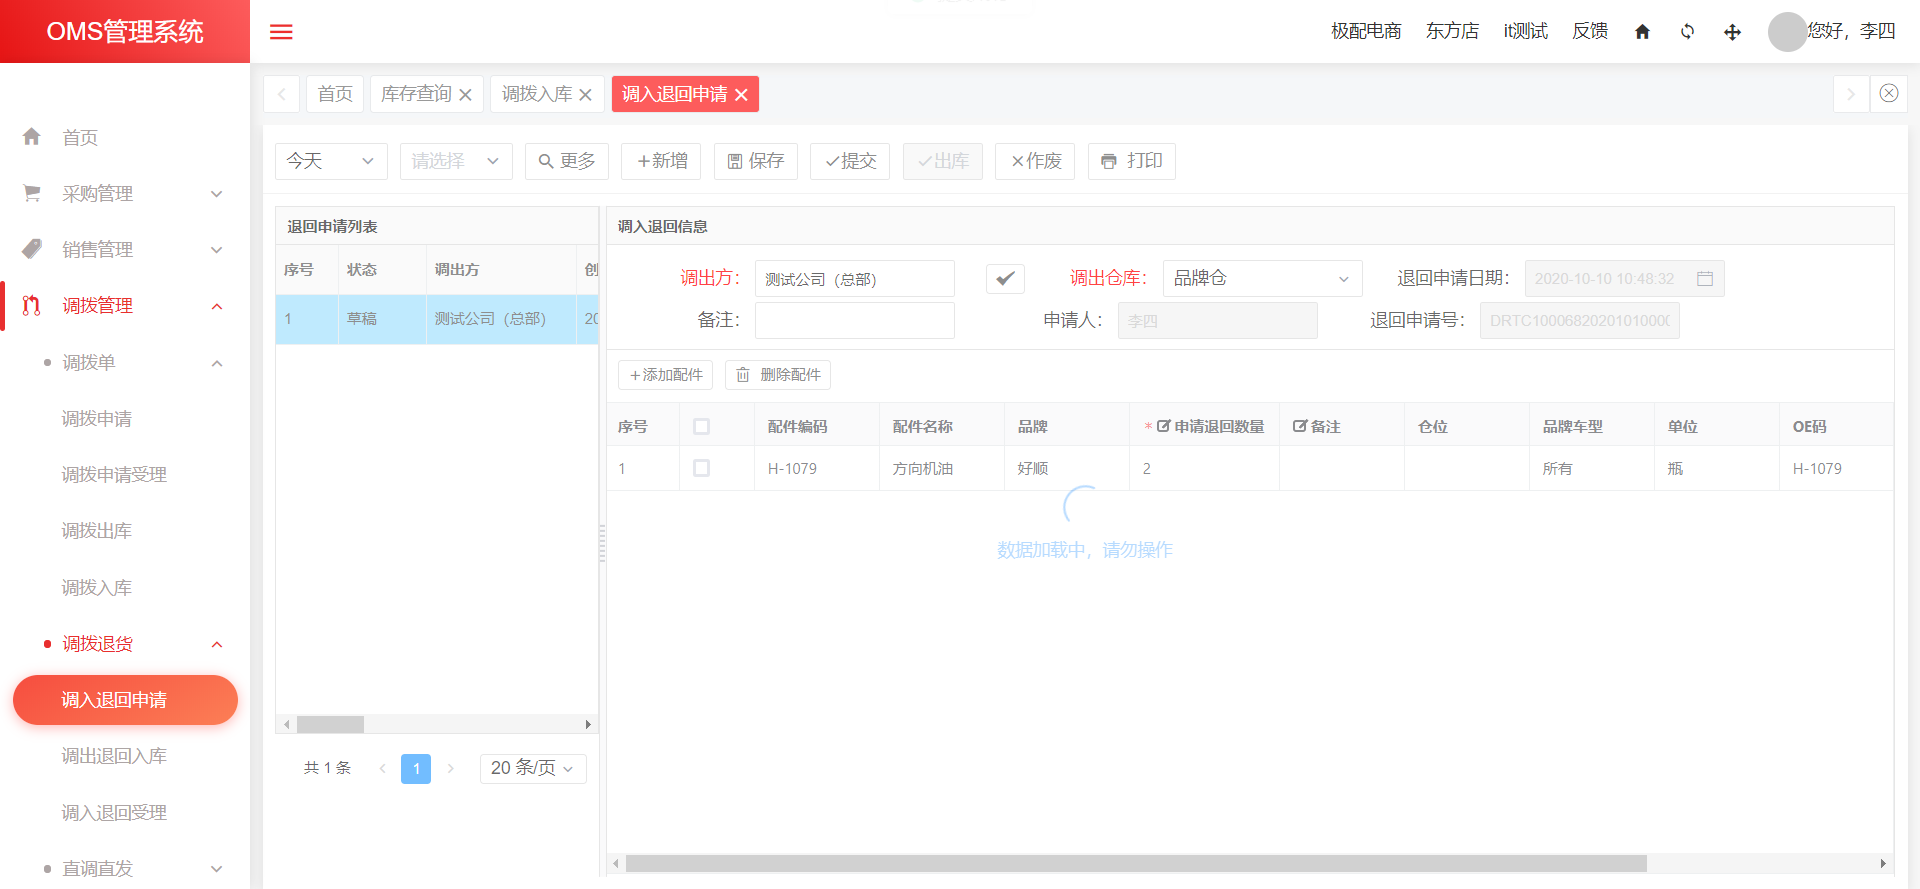 OMS管理系统
极配电商 东方店 it测试 反馈 您好，李四
首页 库存查询 调拨入库 调入退回申请
首页
采购管理
销售管理
调拨管理
调拨单
调拨申请
调拨申请受理
调拨出库
调拨入库
调拨退货
调入退回申请
调出退回入库
调入退回受理
直调直发
今天 请选择 更多 +新增 保存 提交 出库 作废 打印
退回申请列表
序号 状态 调出方 创
1 草稿 测试公司（总部） 20
共 1 条 1 20 条/页
调入退回信息
调出方： 测试公司（总部） 调出仓库： 品牌仓 退回申请日期： 2020-10-10 10:48:32
备注： 申请人： 李四 退回申请号： DRTC1000682020101000
+添加配件 删除配件
序号 配件编码 配件名称 品牌 *申请退回数量 备注 仓位 品牌车型 单位 OE码
1 H-1079 方向机油 好顺 2 所有 瓶 H-1079
数据加载中，请勿操作